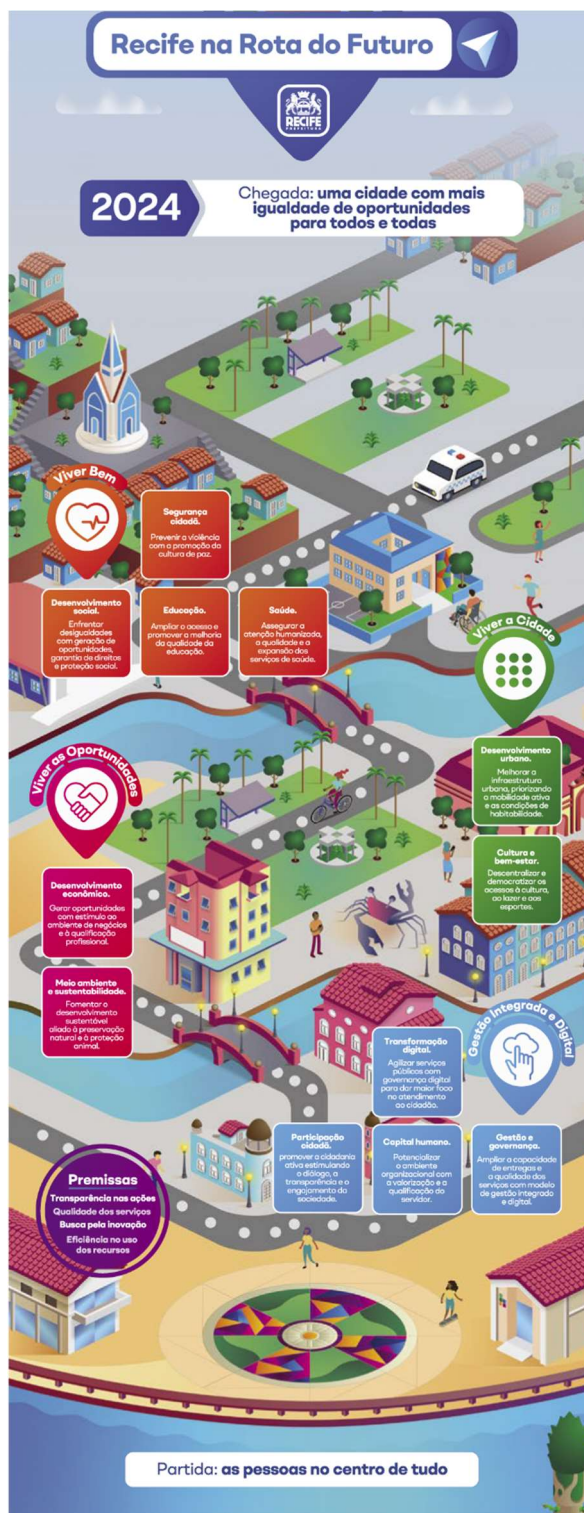 Recife na Rota do Futuro
RECIFE
PREFEITURA
2024
Chegada: uma cidade com mais
igualdade de oportunidades
para todos e todas
Viver Bem
Segurança
cidadã.
Prevenir a violência
com a promoção da
cultura de paz.
Desenvolvimento
social.
Enfrentar
desigualdades
com geração de
oportunidades,
garantia de direitos
e proteção social.
Educação.
Ampliar o acesso e
promover a melhoria
da qualidade da
educação.
Saúde.
Assegurar a
atenção humanizada,
a qualidade e a
expansão dos
serviços de saúde.
Viver a Cidade
Desenvolvimento
urbano.
Melhorar a
infraestrutura
urbana, priorizando
a mobilidade ativa
e as condições de
habitabilidade.
Cultura e
bem-estar.
Descentralizar e
democratizar os
acessos à cultura,
ao lazer e aos
esportes.
Viver as Oportunidades
Desenvolvimento
econômico.
Gerar oportunidades
com estímulo ao
ambiente de negócios
e à qualificação
profissional.
Meio ambiente
e sustentabilidade.
Fomentar o
desenvolvimento
sustentável
aliado à preservação
natural e à proteção
animal.
Gestão Integrada e Digital
Transformação
digital.
Agilizar serviços
públicos com
governança digital
para dar maior foco
no atendimento
ao cidadão.
Participação
cidadã.
promover a cidadania
ativa estimulando
o diálogo, a
transparência e o
engajamento da
sociedade.
Capital humano.
Potencializar
o ambiente
organizacional com
a valorização e a
qualificação do
servidor.
Gestão e
governança.
Ampliar a capacidade
de entregas e
a qualidade dos
serviços com modelo
de gestão integrado
e digital.
Premissas
Transparência nas ações
Qualidade dos serviços
Busca pela inovação
Eficiência no uso
dos recursos
Partida: as pessoas no centro de tudo